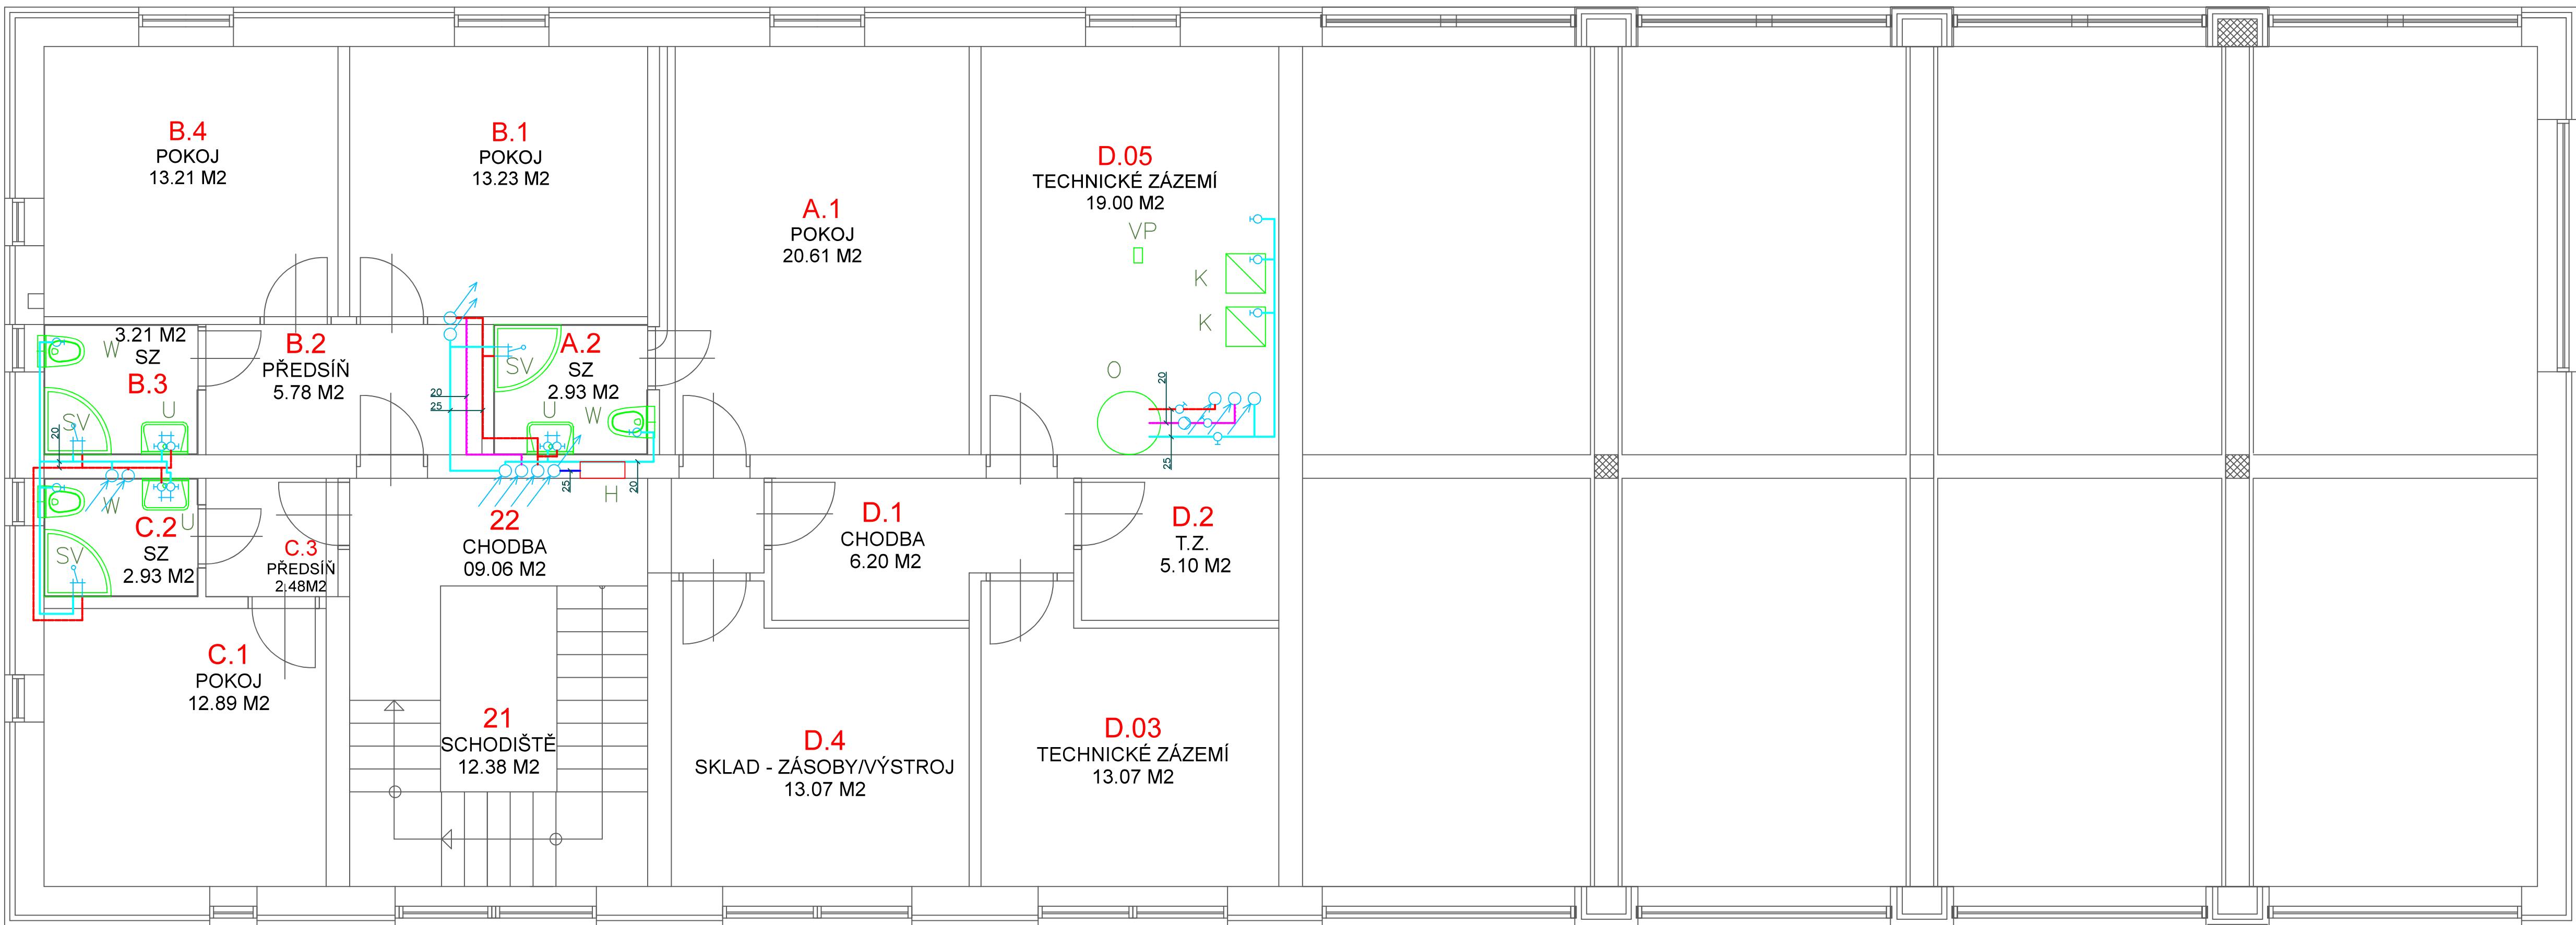 B.4
POKOJ
13.21 M2
B.1
POKOJ
13.23 M2
A.1
POKOJ
20.61 M2
D.05
TECHNICKÉ ZÁZEMÍ
19.00 M2
VP
K
K
O
20
25
3.21 M2
SZ
B.3
W
SV
U
20
B.2
PŘEDSÍŇ
5.78 M2
20
25
A.2
SZ
2.93 M2
SV
U
W
C.2
SZ
2.93 M2
W
U
SV
C.3
PŘEDSÍŇ
2.48M2
22
CHODBA
09.06 M2
25
H
20
D.1
CHODBA
6.20 M2
D.2
T.Z.
5.10 M2
C.1
POKOJ
12.89 M2
21
SCHODIŠTĚ
12.38 M2
D.4
SKLAD - ZÁSOBY/VÝSTROJ
13.07 M2
D.03
TECHNICKÉ ZÁZEMÍ
13.07 M2